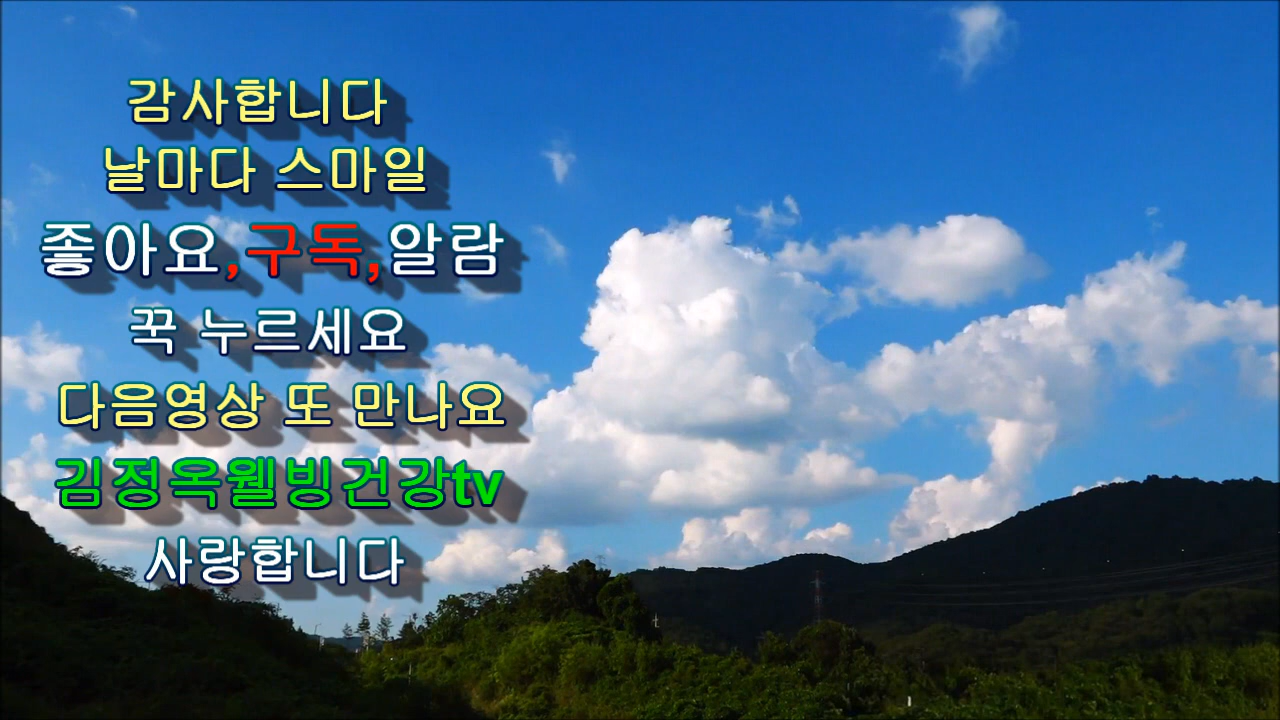 감사합니다
날마다 스마일
좋아요,구독,알람
꾹 누르세요
다음영상 또 만나요
김정옥웰빙건강tv
사랑합니다